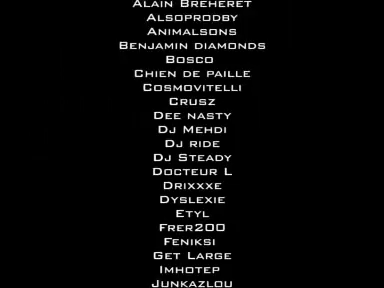 Alain Breheret
Alsoprodby
Animalsons
Benjamin diamonds
Bosco
Chien de paille
Cosmovitelli
Crusz
Dee nasty
Dj Mehdi
Dj ride
Dj Steady
Docteur L
Drixxxe
Dyslexie
Etyl
Frer200
Feniksi
Get Large
Imhotep
Junkazlou